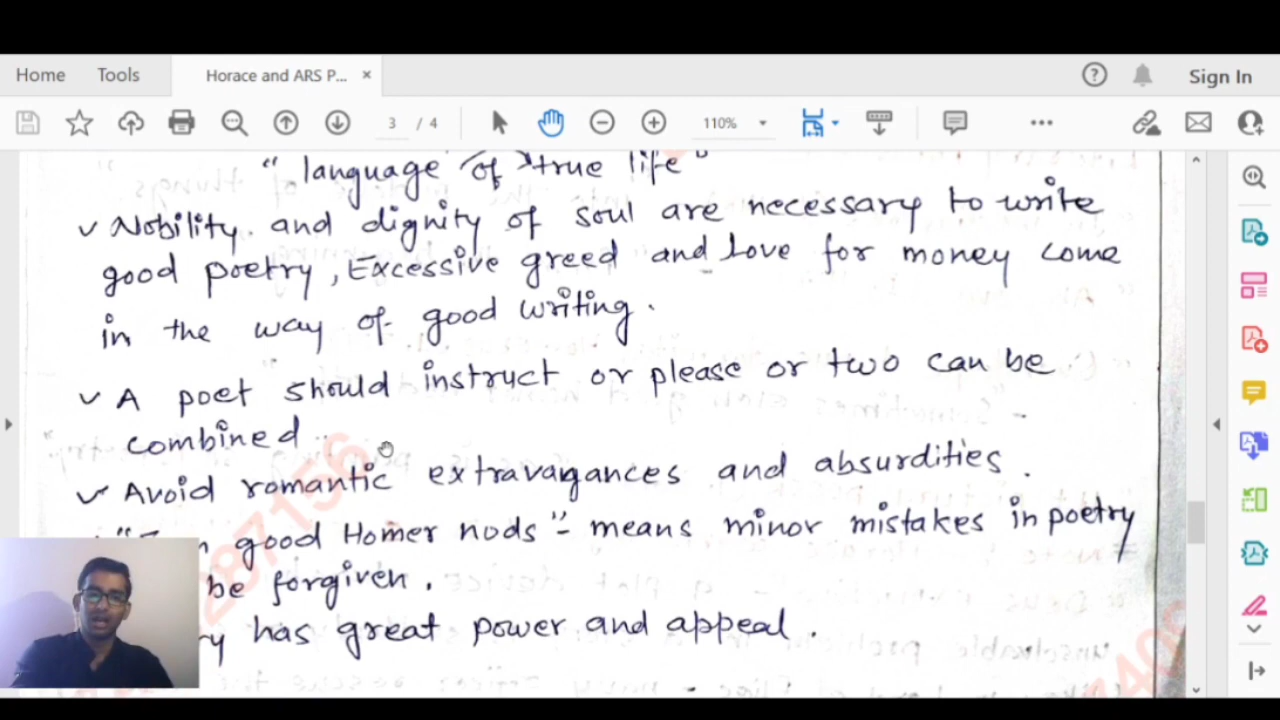 Home Tools Horace and ARS P... × Sign In
3 / 4 110%
" language of true life "
Nobility and dignity of soul are necessary to write
good poetry, Excessive greed and love for money come
in the way of good writing.
A poet should instruct or please or two can be
combined
Avoid romantic extravagances and absurdities.
good Homer nods" - means minor mistakes in poetry
be forgiven.
has great power and appeal.